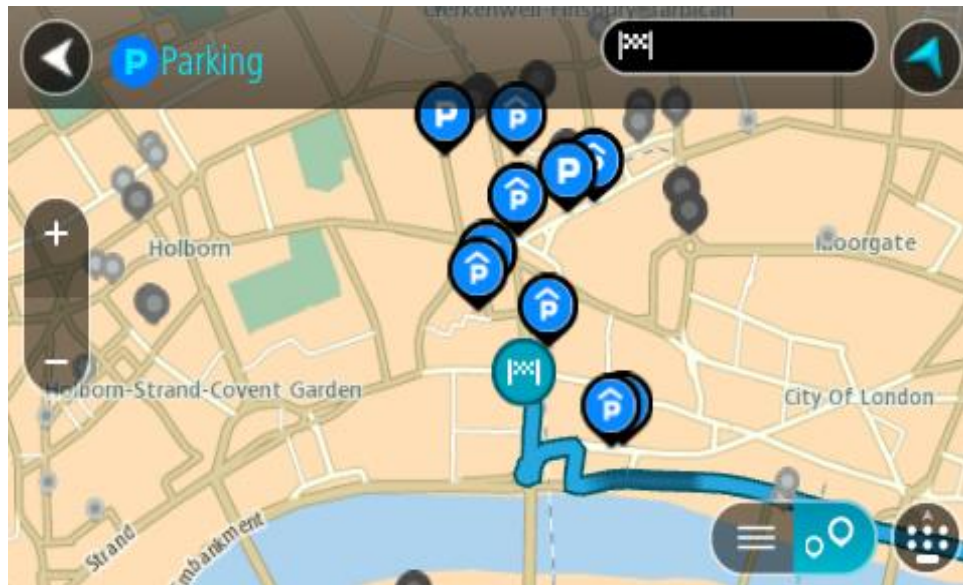 Clerkenwell-Finsbury-Barbican
P Parking
P
P
P
P
P
P
P
Holborn
Moorgate
Holborn-Strand-Covent Garden
City Of London
Strand
Embankment